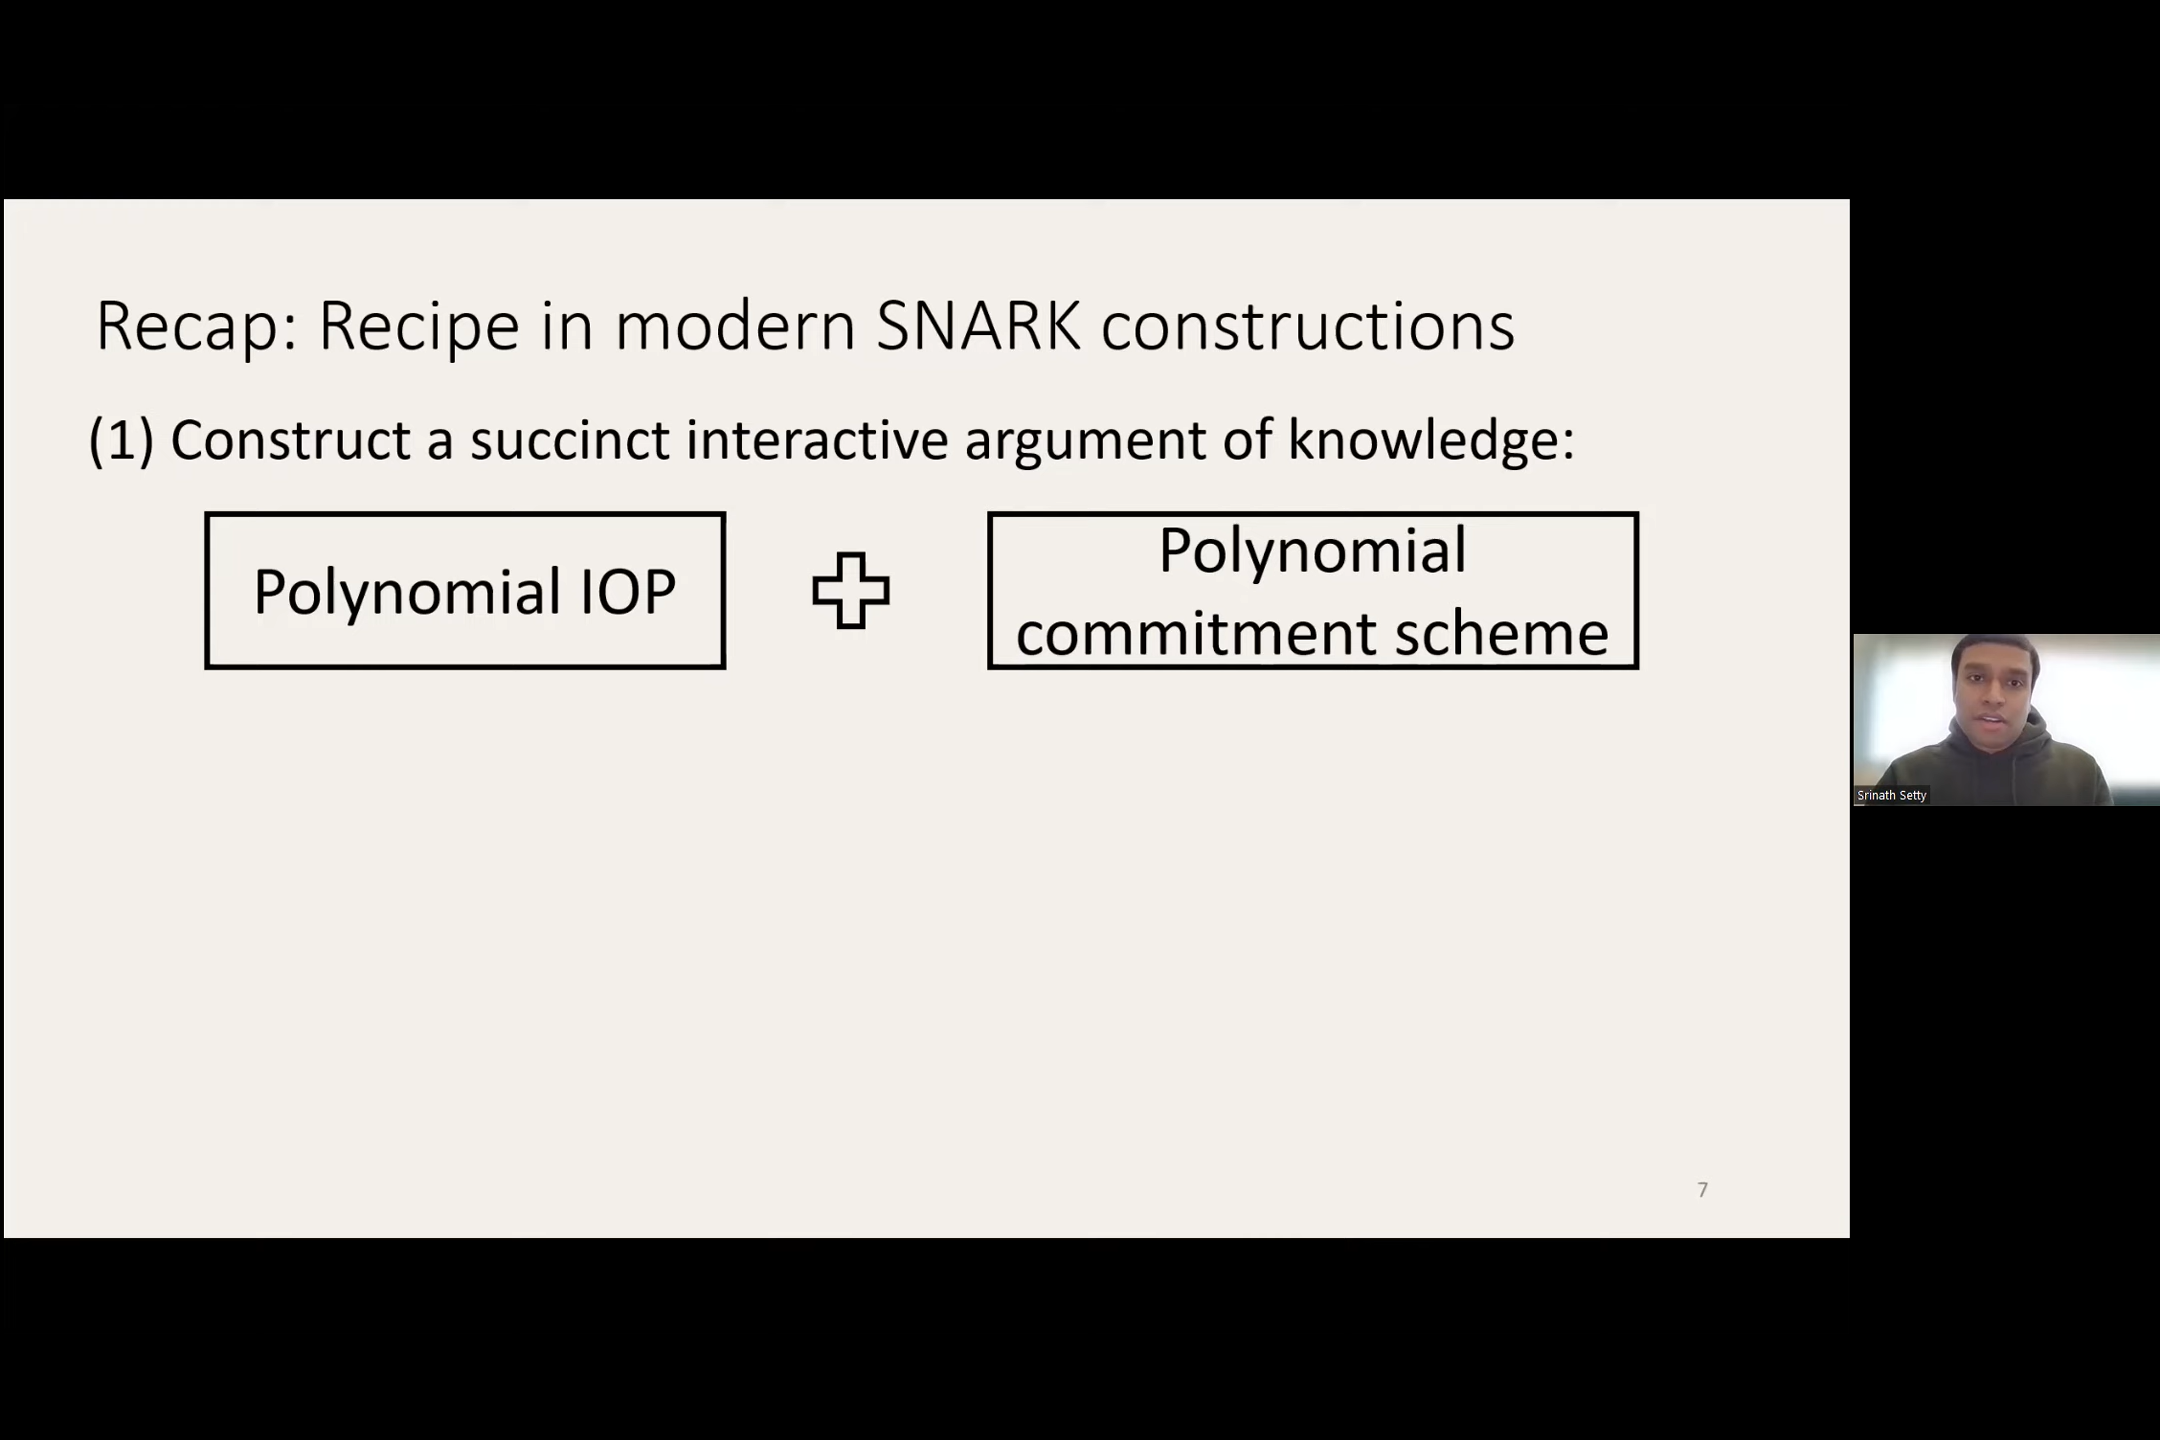 Recap: Recipe in modern SNARK constructions
(1) Construct a succinct interactive argument of knowledge:
Polynomial IOP
Polynomial
commitment scheme
Srinath Setty
7